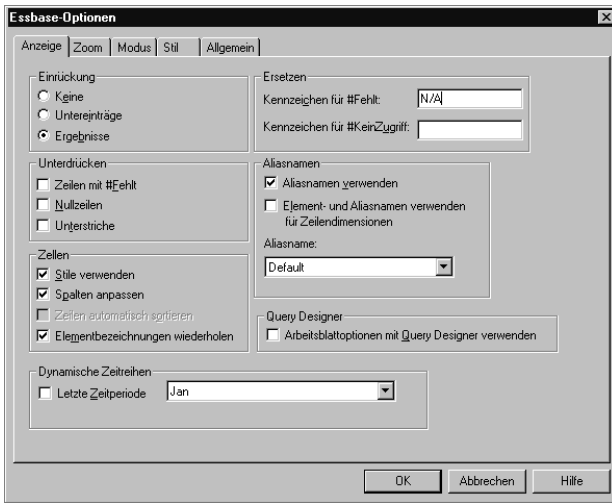 Essbase-Optionen
Anzeige Zoom Modus Stil Allgemein
Einrückung
Keine
Untereinträge
Ergebnisse
Ersetzen
Kennzeichen für #Fehlt: N/A
Kennzeichen für #KeinZugriff:
Unterdrücken
Zeilen mit #Fehlt
Nullzeilen
Unterstriche
Aliasnamen
Aliasnamen verwenden
Element- und Aliasnamen verwenden
für Zeilendimensionen
Aliasname:
Default
Zellen
Stile verwenden
Spalten anpassen
Zeilen automatisch sortieren
Elementbezeichnungen wiederholen
Query Designer
Arbeitsblattoptionen mit Query Designer verwenden
Dynamische Zeitreihen
Letzte Zeitperiode Jan
OK Abbrechen Hilfe